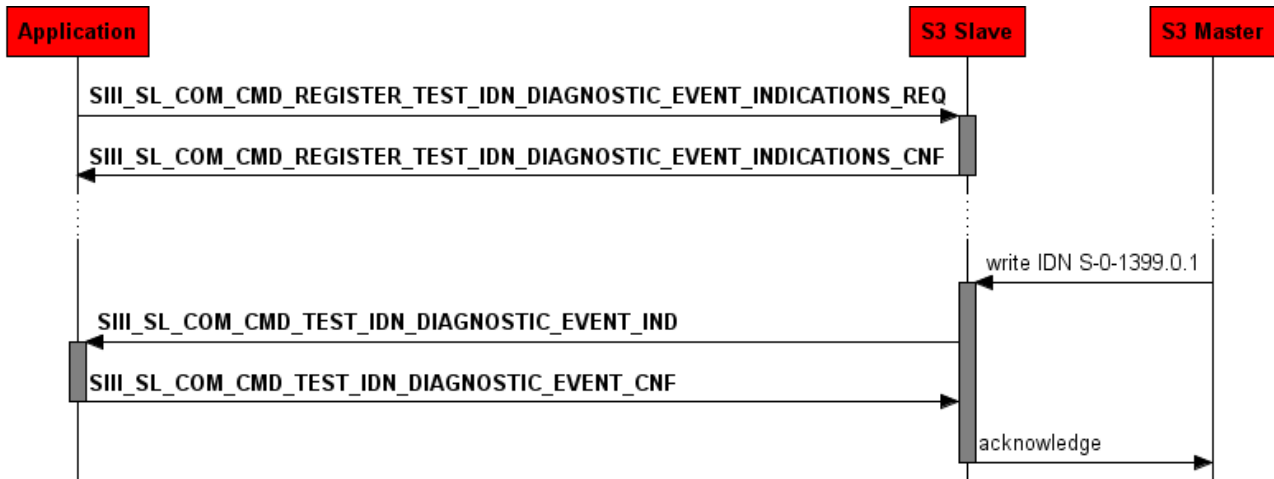 Application
S3 Slave
S3 Master
SIII_SL_COM_CMD_REGISTER_TEST_IDN_DIAGNOSTIC_EVENT_INDICATIONS_REQ
SIII_SL_COM_CMD_REGISTER_TEST_IDN_DIAGNOSTIC_EVENT_INDICATIONS_CNF
write IDN S-0-1399.0.1
SIII_SL_COM_CMD_TEST_IDN_DIAGNOSTIC_EVENT_IND
SIII_SL_COM_CMD_TEST_IDN_DIAGNOSTIC_EVENT_CNF
acknowledge